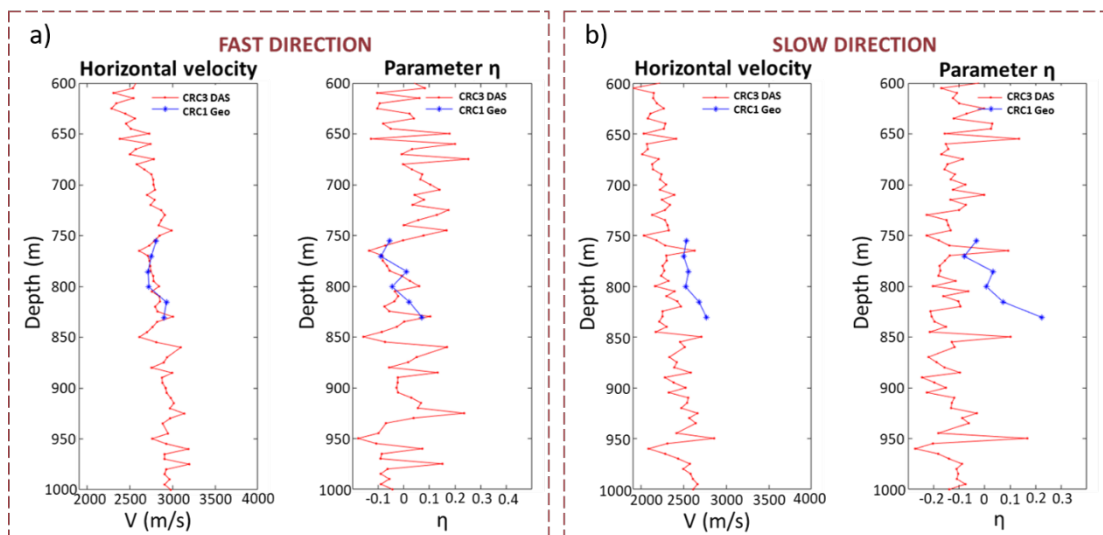 a)
FAST DIRECTION
Horizontal velocity
CRC3 DAS
CRC1 Geo
600
650
700
750
800
850
900
950
1000
Depth (m)
2000 2500 3000 3500 4000
V (m/s)
Parameter η
CRC3 DAS
CRC1 Geo
600
650
700
750
800
850
900
950
1000
Depth (m)
-0.1 0 0.1 0.2 0.3 0.4
η
b)
SLOW DIRECTION
Horizontal velocity
CRC3 DAS
CRC1 Geo
600
650
700
750
800
850
900
950
1000
Depth (m)
2000 2500 3000 3500 4000
V (m/s)
Parameter η
CRC3 DAS
CRC1 Geo
600
650
700
750
800
850
900
950
1000
Depth (m)
-0.2 -0.1 0 0.1 0.2 0.3
η